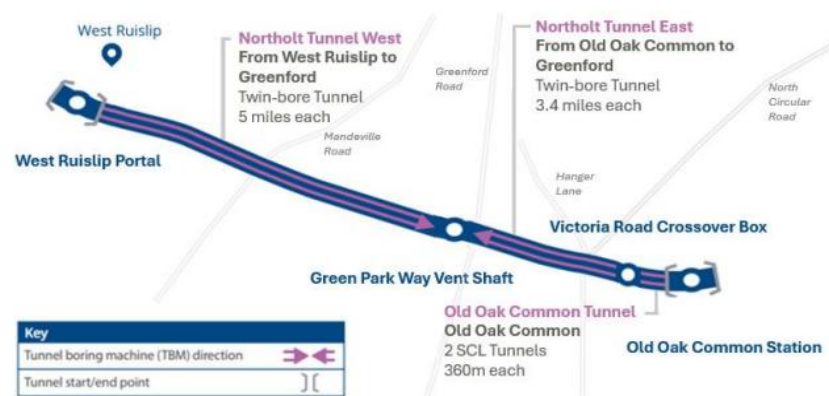 West Ruislip
Northolt Tunnel West
From West Ruislip to
Greenford
Twin-bore Tunnel
5 miles each
Greenford
Road
Northolt Tunnel East
From Old Oak Common to
Greenford
Twin-bore Tunnel
3.4 miles each
North
Circular
Road
Mandeville
Road
West Ruislip Portal
Hanger
Lane
Victoria Road Crossover Box
Green Park Way Vent Shaft
Old Oak Common Tunnel
Old Oak Common
2 SCL Tunnels
360m each
Old Oak Common Station
Key
Tunnel boring machine (TBM) direction
Tunnel start/end point